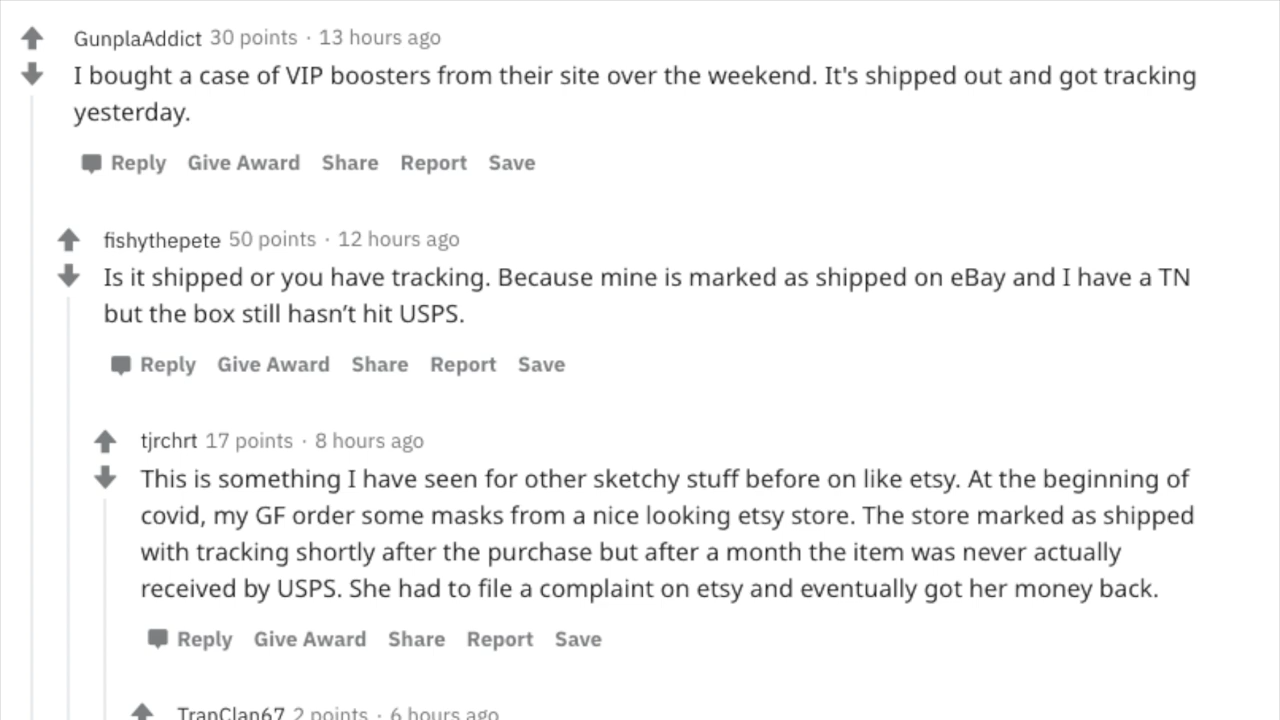 GunplaAddict 30 points · 13 hours ago
I bought a case of VIP boosters from their site over the weekend. It's shipped out and got tracking
yesterday.
Reply Give Award Share Report Save
fishythepete 50 points · 12 hours ago
Is it shipped or you have tracking. Because mine is marked as shipped on eBay and I have a TN
but the box still hasn’t hit USPS.
Reply Give Award Share Report Save
tjrchrt 17 points · 8 hours ago
This is something I have seen for other sketchy stuff before on like etsy. At the beginning of
covid, my GF order some masks from a nice looking etsy store. The store marked as shipped
with tracking shortly after the purchase but after a month the item was never actually
received by USPS. She had to file a complaint on etsy and eventually got her money back.
Reply Give Award Share Report Save
TranClan67 2 points · 6 hours ago